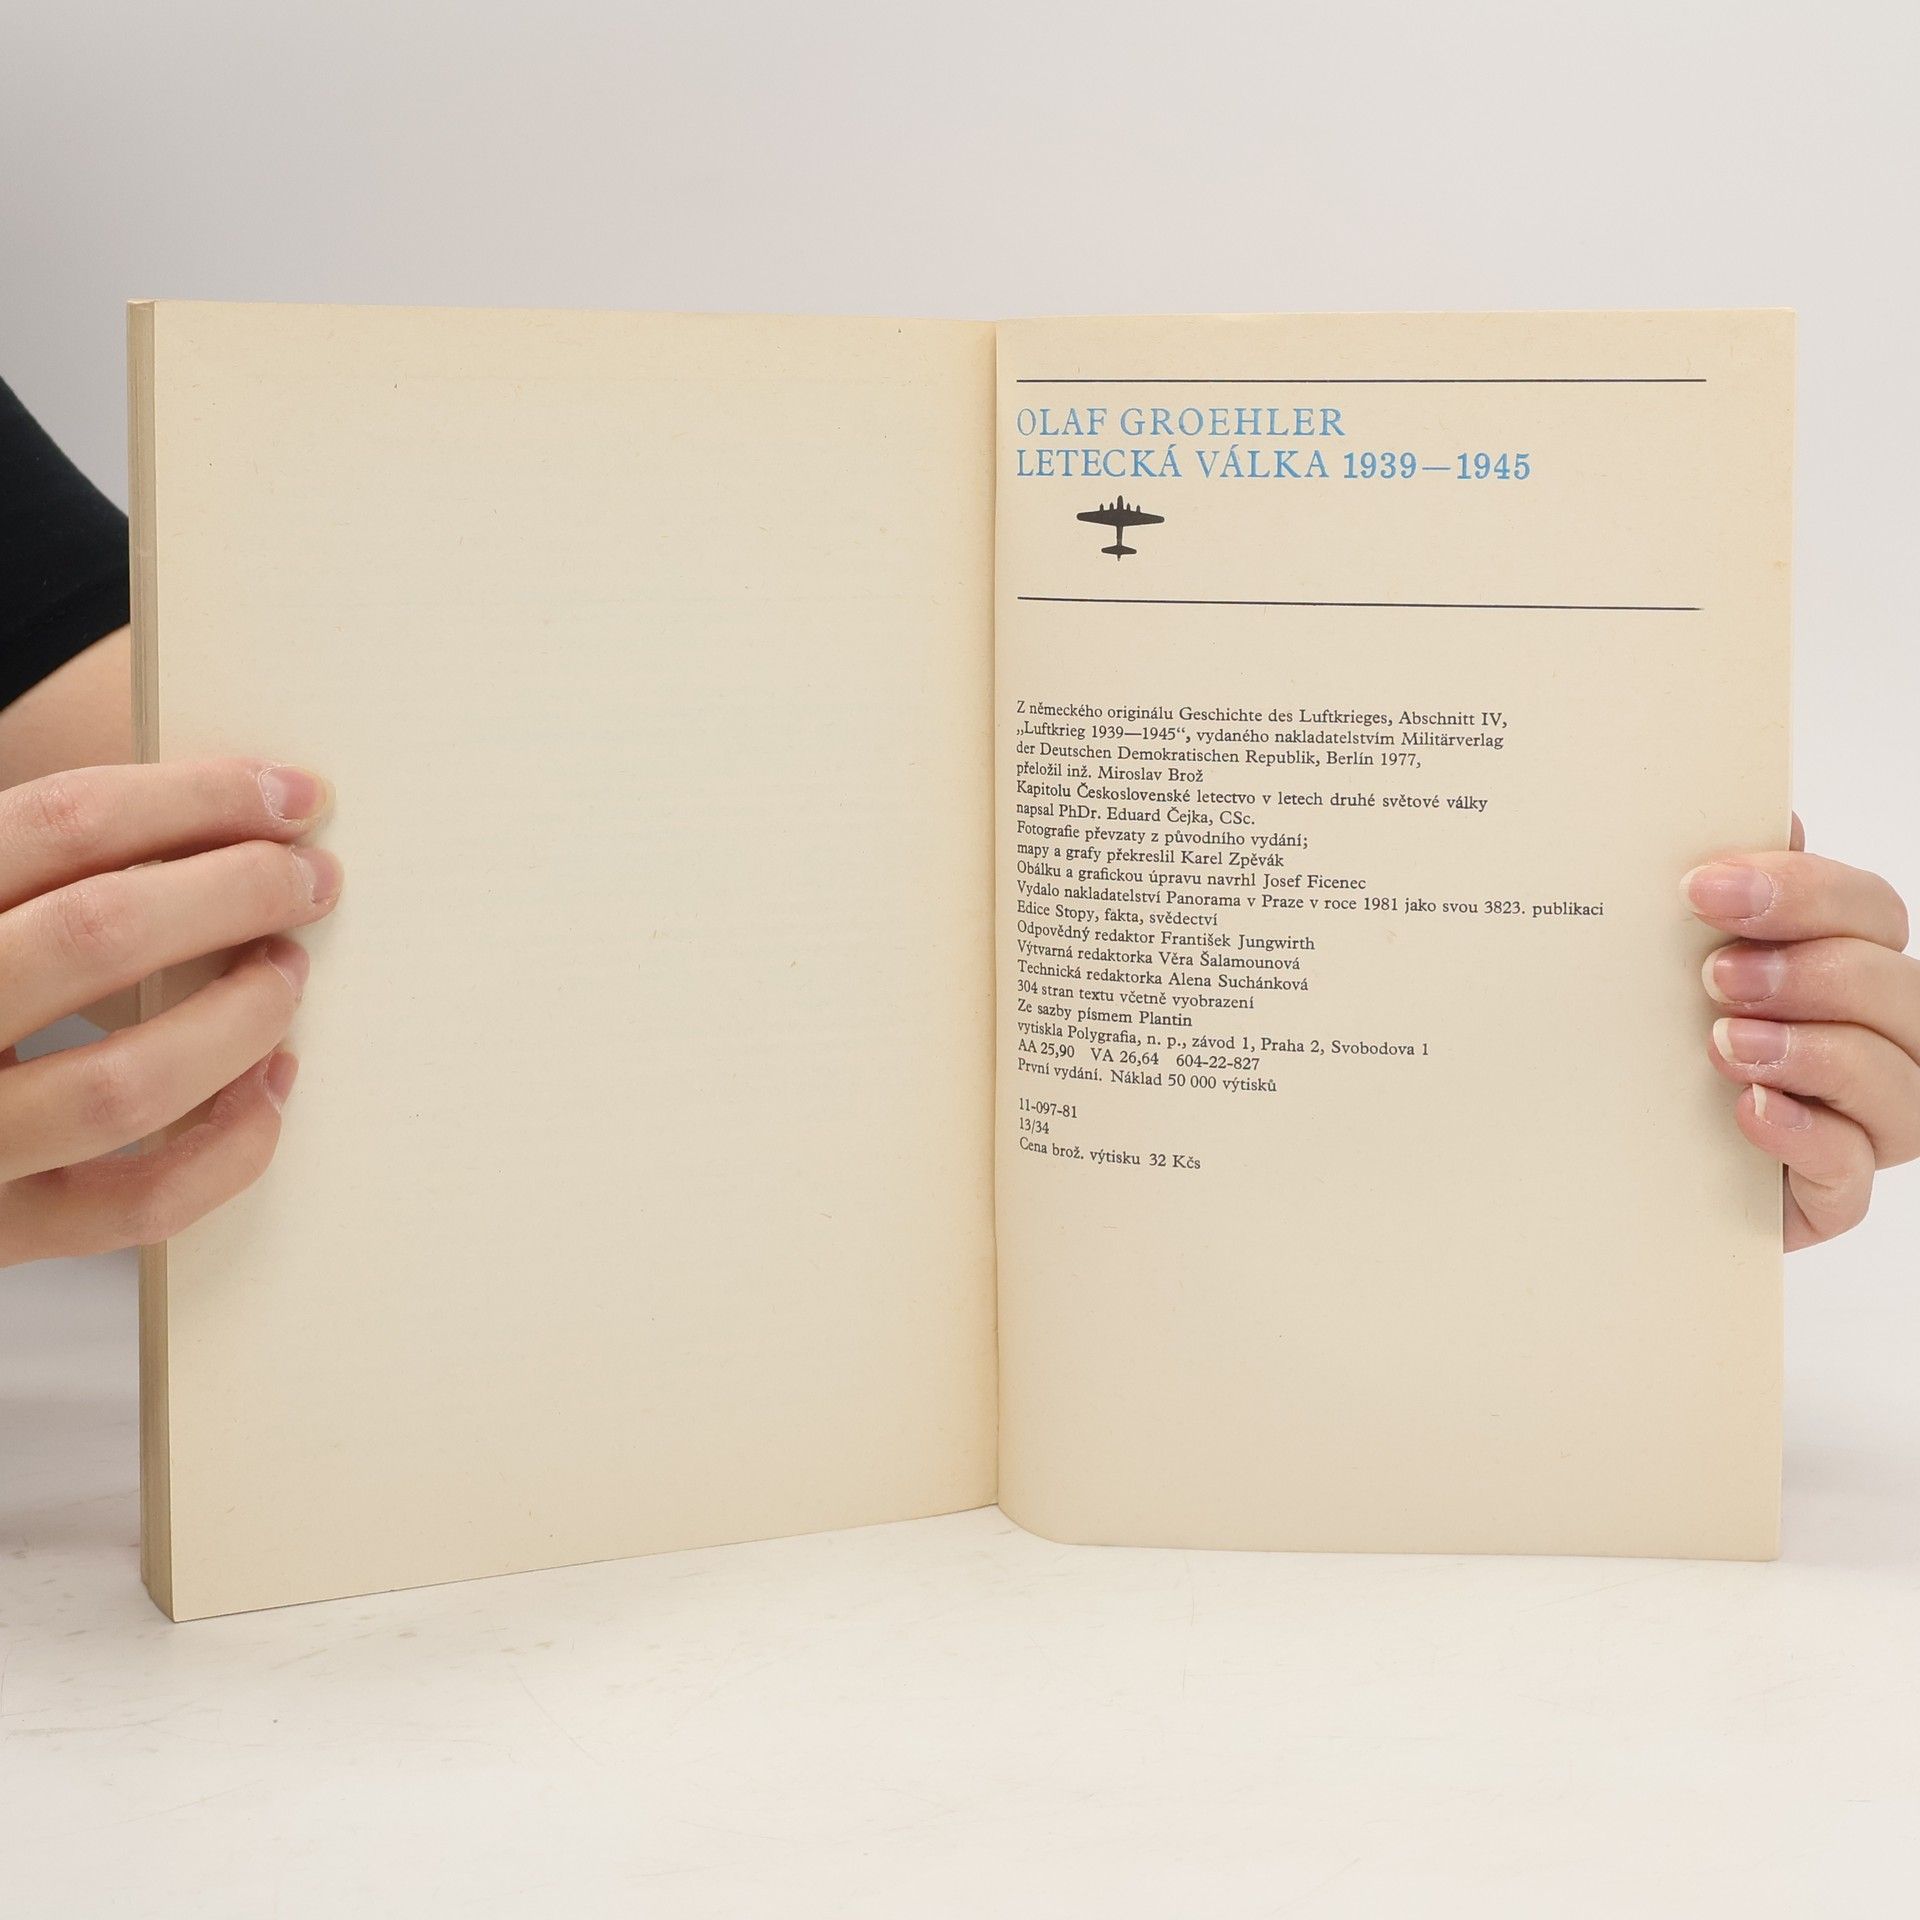 OLAF GROEHLER
LETECKÁ VÁLKA 1939—1945
Z německého originálu Geschichte des Luftkrieges, Abschnitt IV,
„Luftkrieg 1939—1945“, vydaného nakladatelstvím Militärverlag
der Deutschen Demokratischen Republik, Berlín 1977,
přeložil inž. Miroslav Brož
Kapitolu Československé letectvo v letech druhé světové války
napsal PhDr. Eduard Čejka, CSc.
Fotografie převzaty z původního vydání;
mapy a grafy překreslil Karel Zpěvák
Obálku a grafickou úpravu navrhl Josef Ficenec
Vydalo nakladatelství Panorama v Praze v roce 1981 jako svou 3823. publikaci
Edice Stopy, fakta, svědectví
Odpovědný redaktor František Jungwirth
Výtvarná redaktorka Věra Šalamounová
Technická redaktorka Alena Suchánková
304 stran textu včetně vyobrazení
Ze sazby písmem Plantin
vytiskla Polygrafia, n. p., závod 1, Praha 2, Svobodova 1
AA 25,90 VA 26,64 604-22-827
První vydání. Náklad 50 000 výtisků
11-097-81
13/34
Cena brož. výtisku 32 Kčs